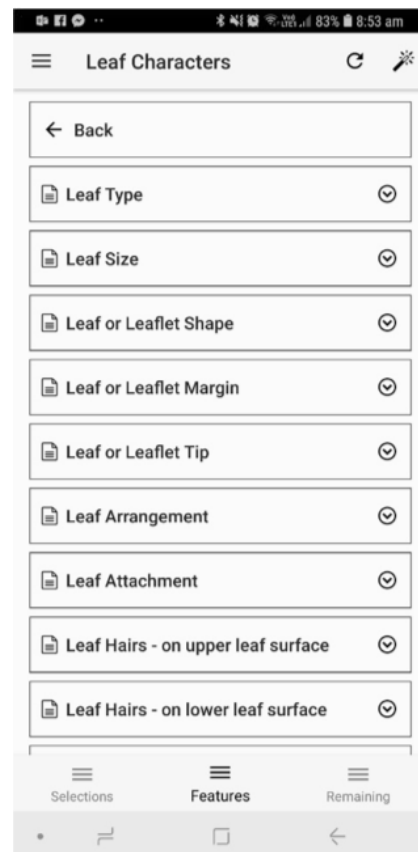 83% 8:53 am
Leaf Characters
Back
Leaf Type
Leaf Size
Leaf or Leaflet Shape
Leaf or Leaflet Margin
Leaf or Leaflet Tip
Leaf Arrangement
Leaf Attachment
Leaf Hairs - on upper leaf surface
Leaf Hairs - on lower leaf surface
Selections Features Remaining